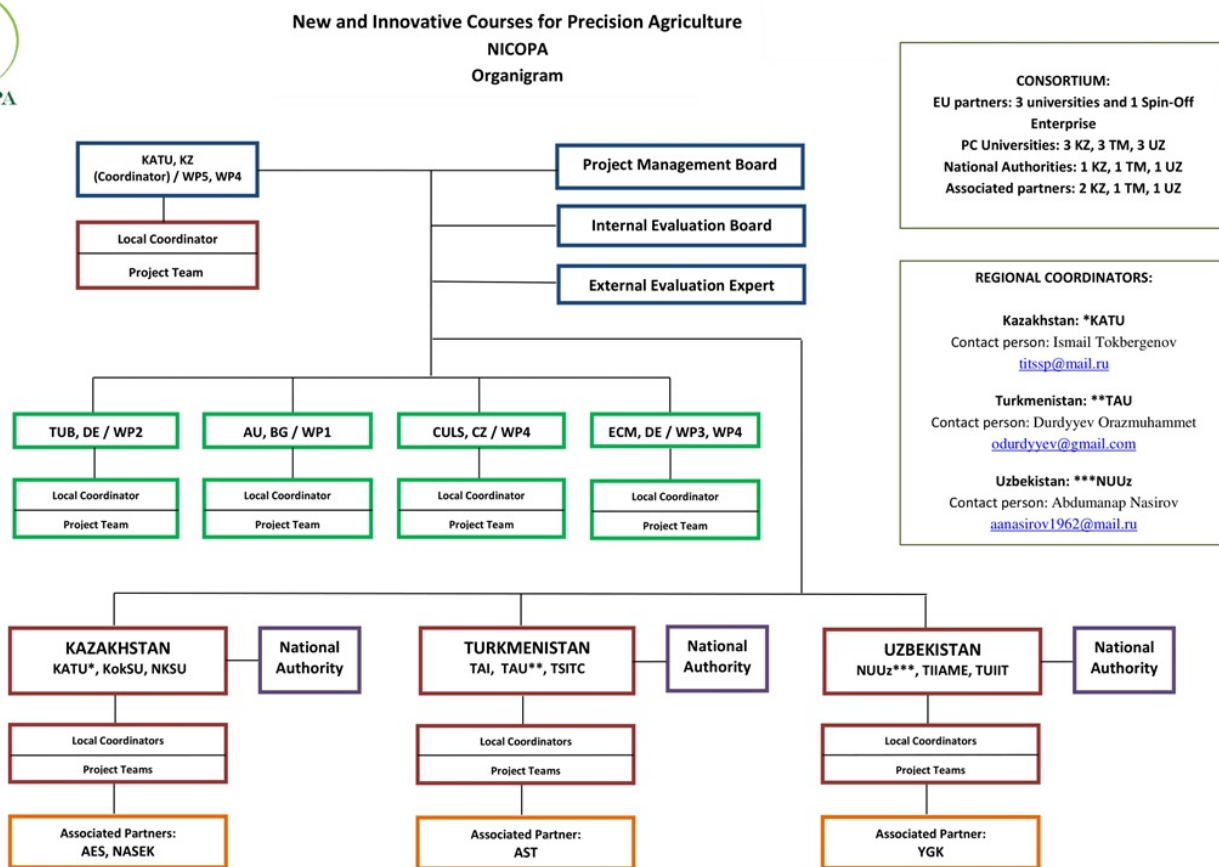 New and Innovative Courses for Precision Agriculture
NICOPA
Organigram
CONSORTIUM:
EU partners: 3 universities and 1 Spin-Off
Enterprise
PC Universities: 3 KZ, 3 TM, 3 UZ
National Authorities: 1 KZ, 1 TM, 1 UZ
Associated partners: 2 KZ, 1 TM, 1 UZ
KATU, KZ
(Coordinator) / WP5, WP4
Local Coordinator
Project Team
Project Management Board
Internal Evaluation Board
External Evaluation Expert
REGIONAL COORDINATORS:
Kazakhstan: *KATU
Contact person: Ismail Tokbergenov
titssp@mail.ru
Turkmenistan: **TAU
Contact person: Durdyyev Orazmuhammet
odurdyyev@gmail.com
Uzbekistan: ***NUUz
Contact person: Abdumanap Nasirov
aanasirov1962@mail.ru
TUB, DE / WP2
Local Coordinator
Project Team
AU, BG / WP1
Local Coordinator
Project Team
CULS, CZ / WP4
Local Coordinator
Project Team
ECM, DE / WP3, WP4
Local Coordinator
Project Team
KAZAKHSTAN
KATU*, KokSU, NKSU
National
Authority
Local Coordinators
Project Teams
Associated Partners:
AES, NASEK
TURKMENISTAN
TAI, TAU**, TSITC
National
Authority
Local Coordinators
Project Teams
Associated Partner:
AST
UZBEKISTAN
NUUz***, TIIAME, TUIIT
National
Authority
Local Coordinators
Project Teams
Associated Partner:
YGK